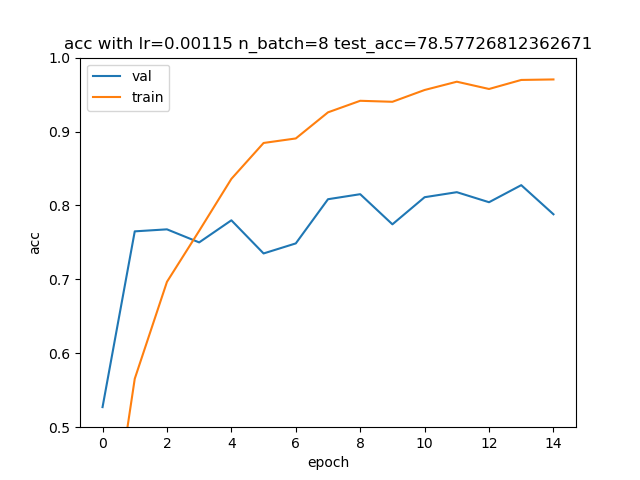 acc with lr=0.00115 n_batch=8 test_acc=78.57726812362671
val
train
1.0
0.9
0.8
0.7
0.6
0.5
acc
0 2 4 6 8 10 12 14
epoch